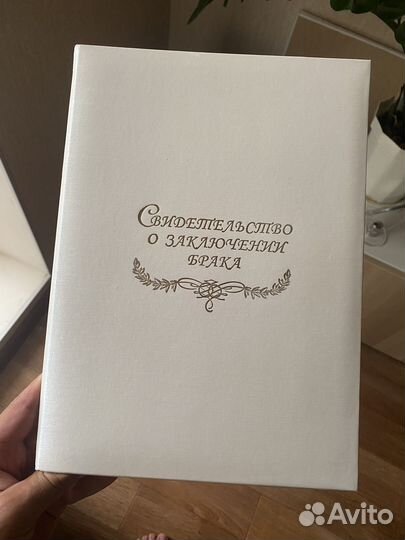 Свидетельство
о заключении
брака
Avito